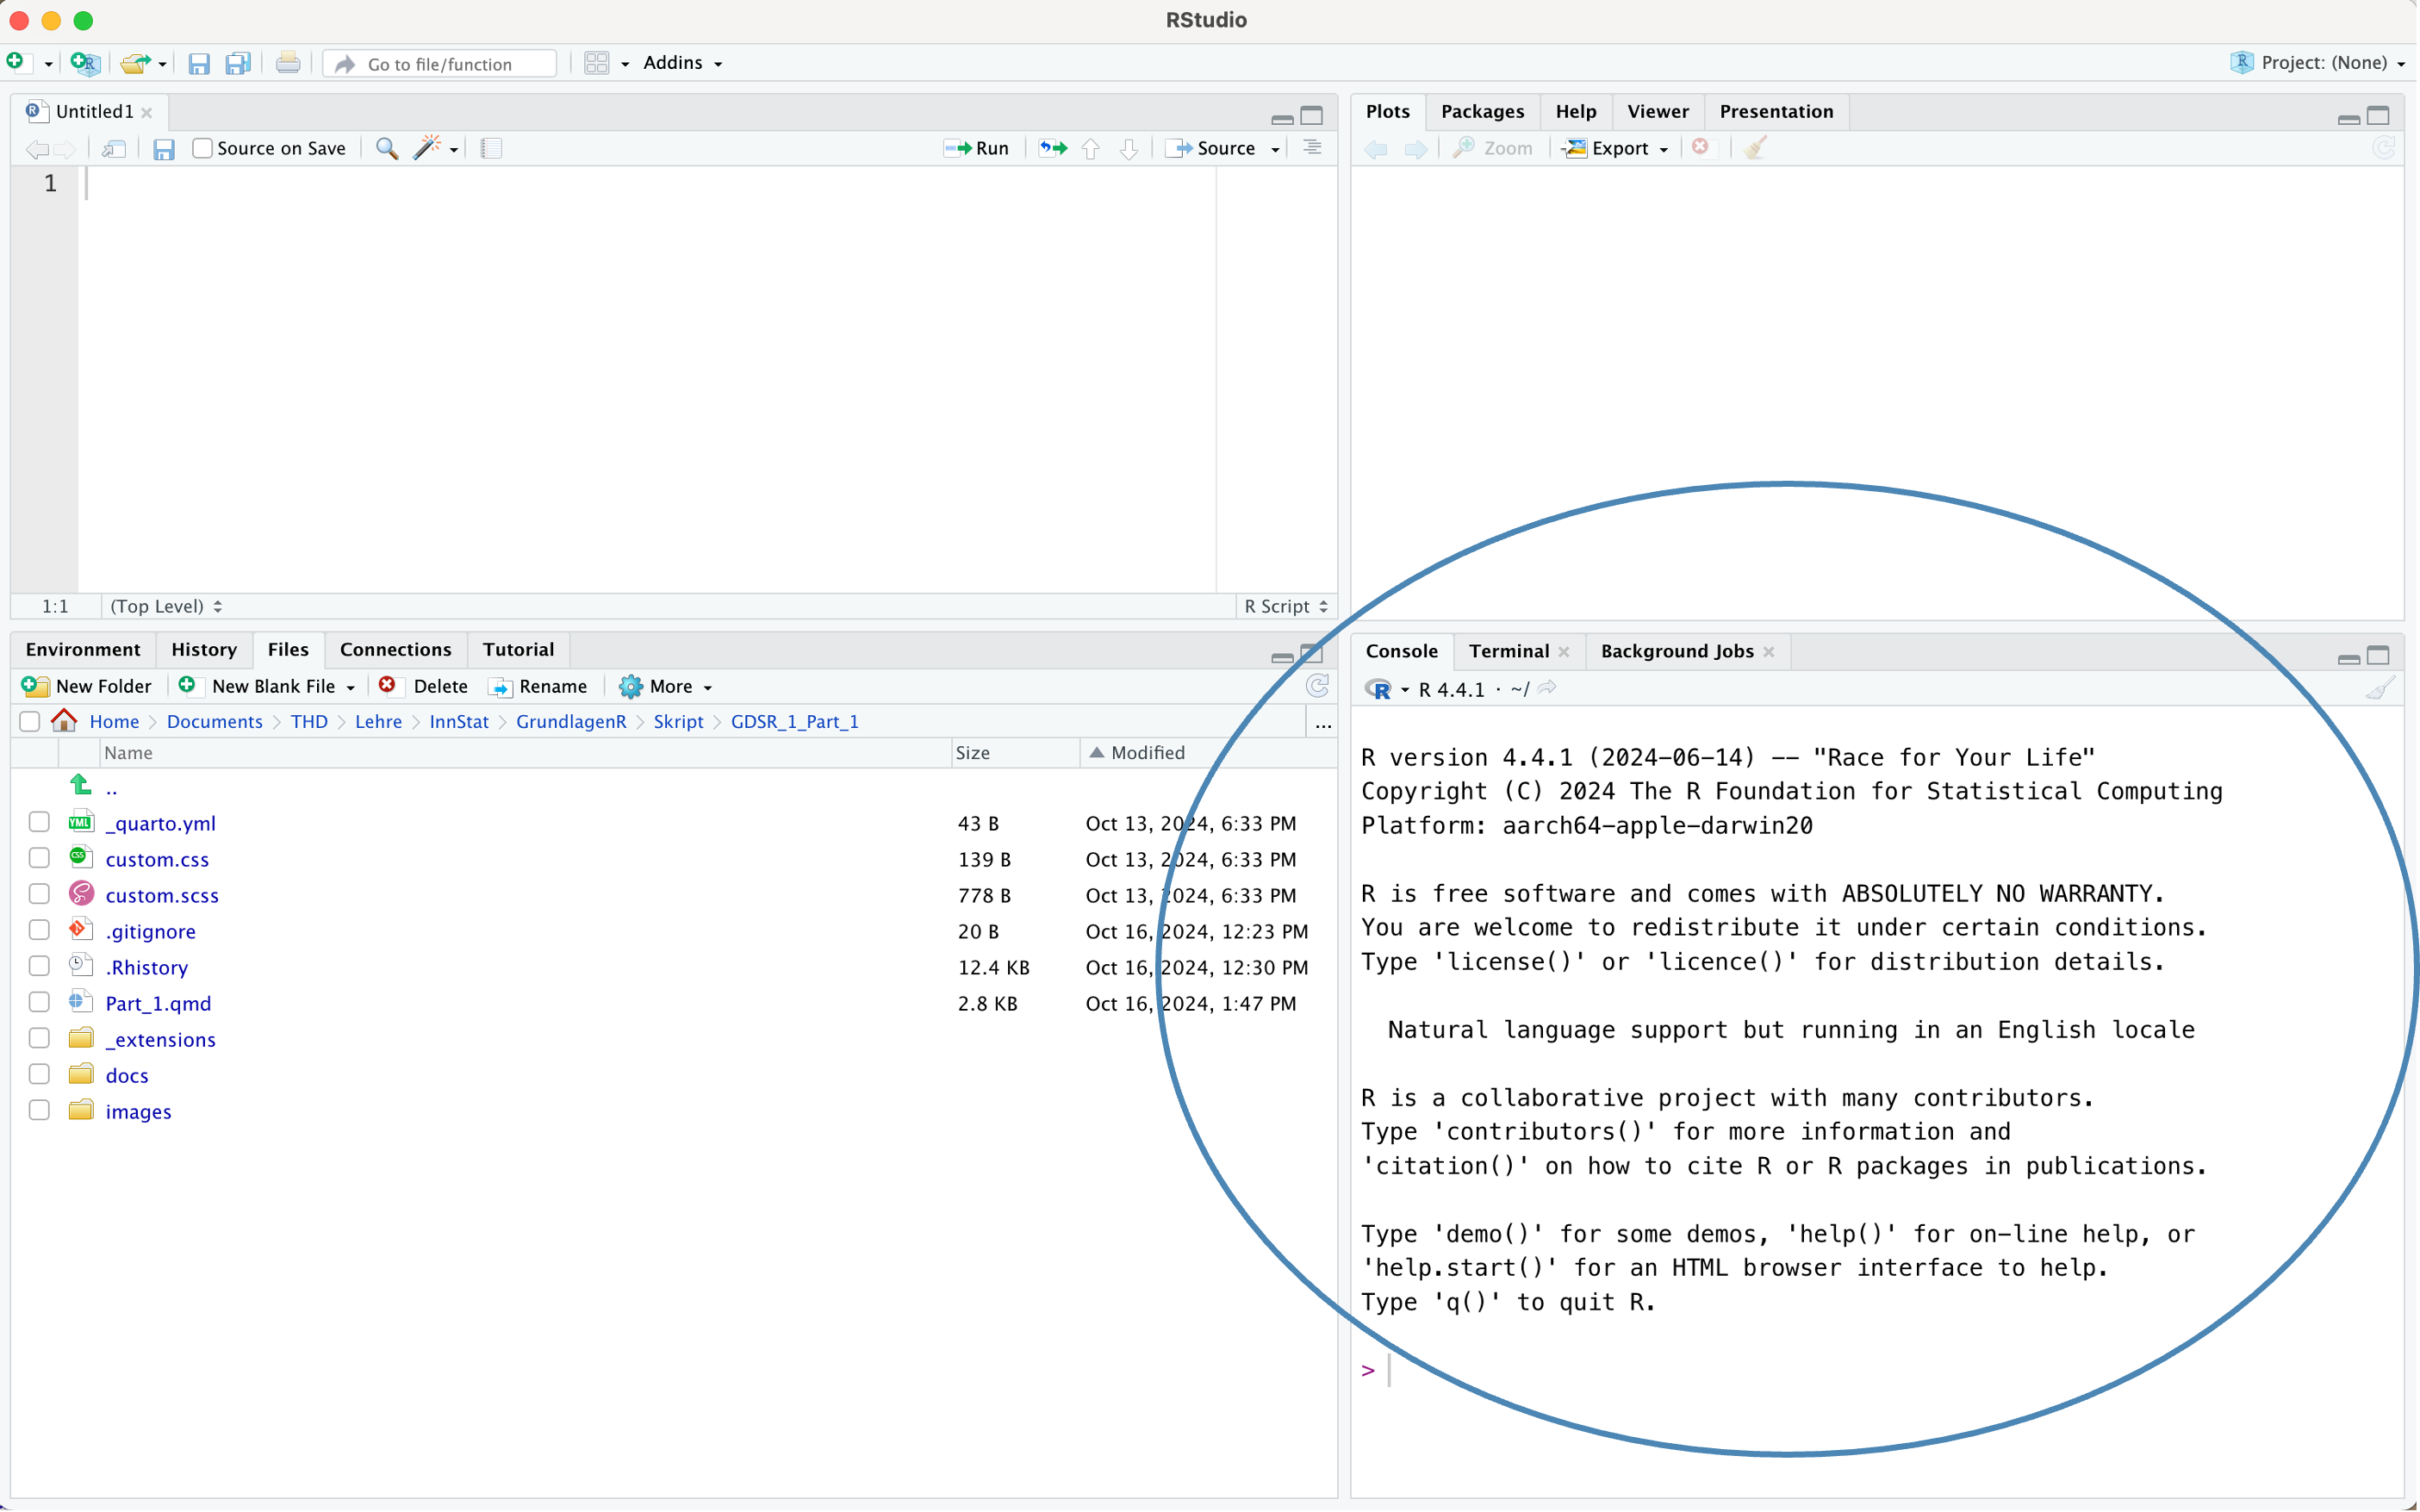 RStudio
Go to file/function Addins Project: (None)
Untitled1
Source on Save Run Source
1
1:1 (Top Level) R Script
Plots Packages Help Viewer Presentation
Zoom Export
Environment History Files Connections Tutorial
New Folder New Blank File Delete Rename More
Home Documents THD Lehre InnStat GrundlagenR Skript GDSR_1_Part_1 ...
Name Size Modified
..
_quarto.yml 43 B Oct 13, 2024, 6:33 PM
custom.css 139 B Oct 13, 2024, 6:33 PM
custom.scss 778 B Oct 13, 2024, 6:33 PM
.gitignore 20 B Oct 16, 2024, 12:23 PM
.Rhistory 12.4 KB Oct 16, 2024, 12:30 PM
Part_1.qmd 2.8 KB Oct 16, 2024, 1:47 PM
_extensions
docs
images
Console Terminal Background Jobs
R 4.4.1 · ~/
R version 4.4.1 (2024-06-14) -- "Race for Your Life"
Copyright (C) 2024 The R Foundation for Statistical Computing
Platform: aarch64-apple-darwin20
R is free software and comes with ABSOLUTELY NO WARRANTY.
You are welcome to redistribute it under certain conditions.
Type 'license()' or 'licence()' for distribution details.
Natural language support but running in an English locale
R is a collaborative project with many contributors.
Type 'contributors()' for more information and
'citation()' on how to cite R or R packages in publications.
Type 'demo()' for some demos, 'help()' for on-line help, or
'help.start()' for an HTML browser interface to help.
Type 'q()' to quit R.
>